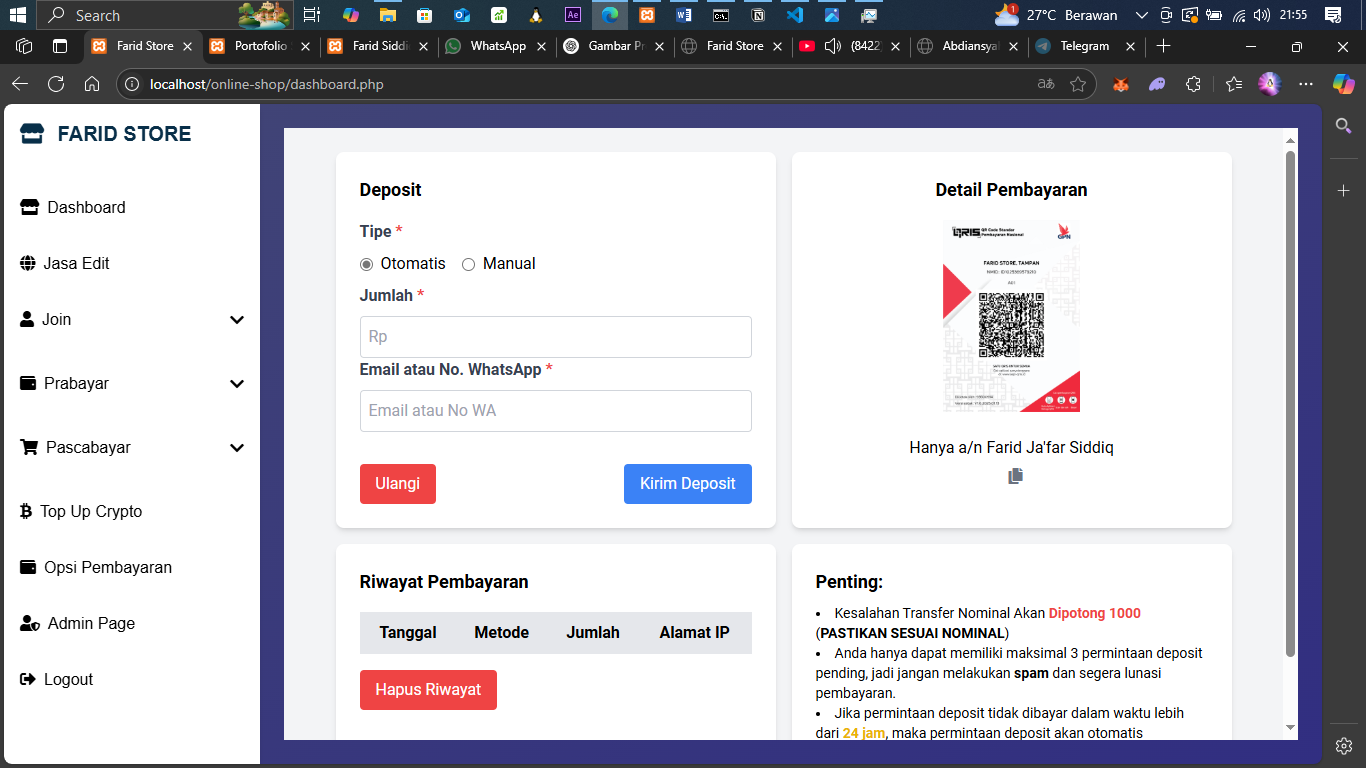 Search
27°C Berawan
21:55
Farid Store
Portofolio
Farid Siddi
WhatsApp
Gambar Pr
Farid Store
(8422)
Abdiansya
Telegram
localhost/online-shop/dashboard.php
FARID STORE
Dashboard
Jasa Edit
Join
Prabayar
Pascabayar
Top Up Crypto
Opsi Pembayaran
Admin Page
Logout
Deposit
Tipe *
Otomatis Manual
Jumlah *
Rp
Email atau No. WhatsApp *
Email atau No WA
Ulangi
Kirim Deposit
Detail Pembayaran
QRIS QR Code Standar
Pembayaran Nasional
GPN
FARID STORE, TAMPAN
Hanya a/n Farid Ja'far Siddiq
Riwayat Pembayaran
Tanggal Metode Jumlah Alamat IP
Hapus Riwayat
Penting:
• Kesalahan Transfer Nominal Akan Dipotong 1000
(PASTIKAN SESUAI NOMINAL)
• Anda hanya dapat memiliki maksimal 3 permintaan deposit
pending, jadi jangan melakukan spam dan segera lunasi
pembayaran.
• Jika permintaan deposit tidak dibayar dalam waktu lebih
dari 24 jam, maka permintaan deposit akan otomatis